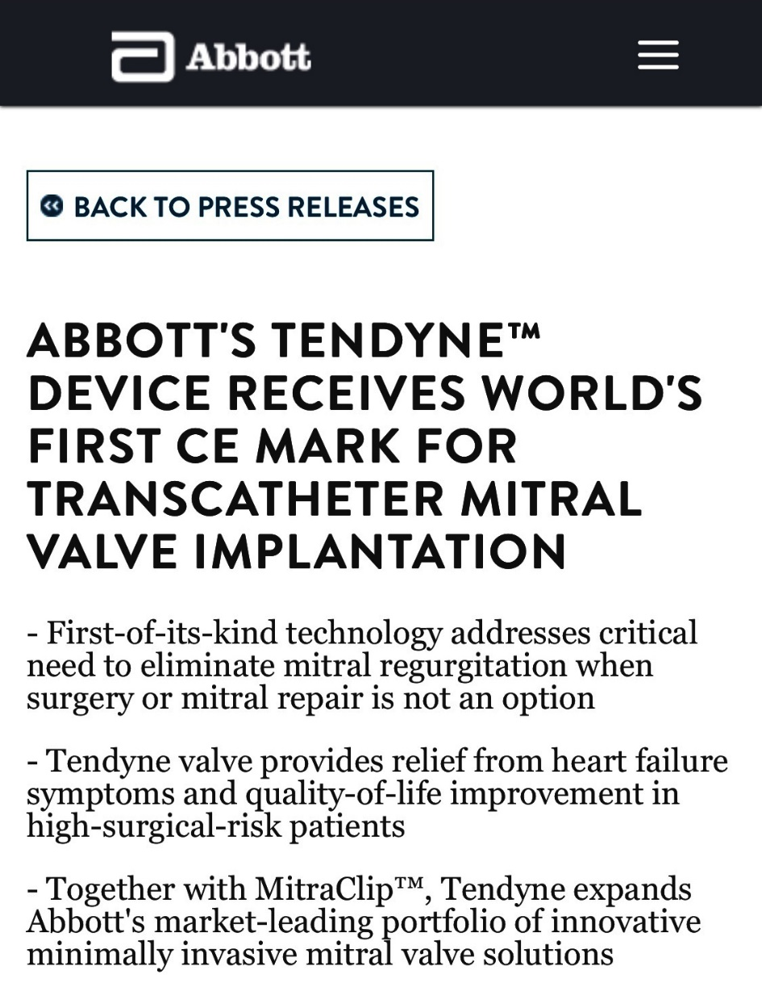 Abbott
BACK TO PRESS RELEASES
ABBOTT'S TENDYNE™
DEVICE RECEIVES WORLD'S
FIRST CE MARK FOR
TRANSCATHETER MITRAL
VALVE IMPLANTATION
- First-of-its-kind technology addresses critical
need to eliminate mitral regurgitation when
surgery or mitral repair is not an option
- Tendyne valve provides relief from heart failure
symptoms and quality-of-life improvement in
high-surgical-risk patients
- Together with MitraClip™, Tendyne expands
Abbott's market-leading portfolio of innovative
minimally invasive mitral valve solutions